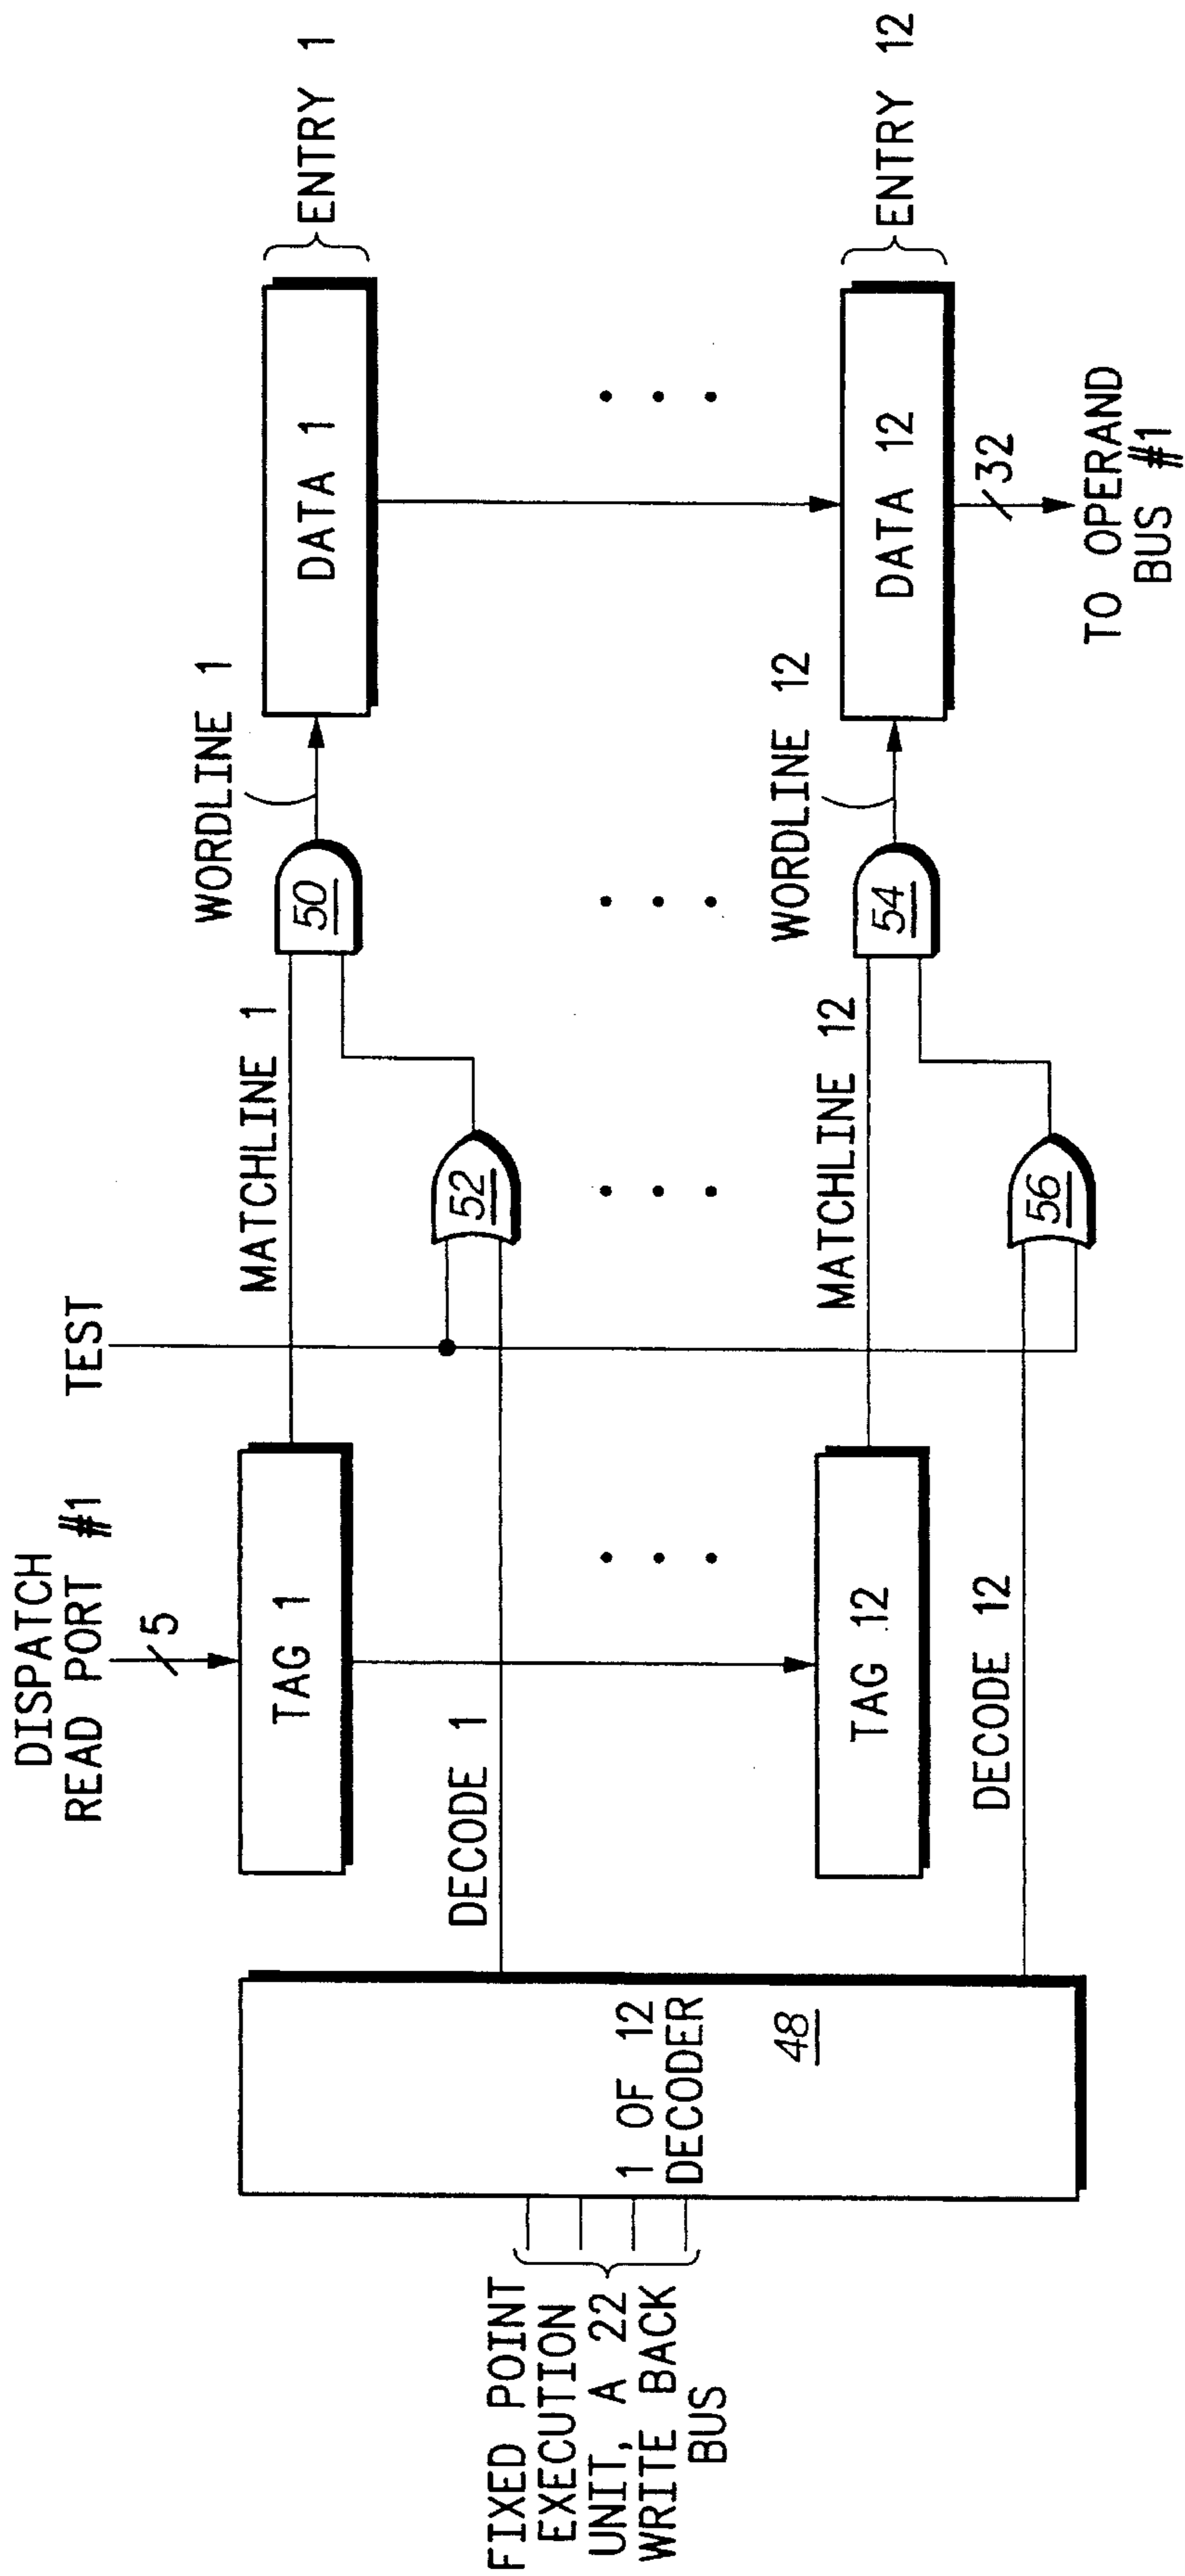 DISPATCH
READ PORT #1
TEST
5
MATCHLINE 1
WORDLINE 1
TAG 1
50
DATA 1
ENTRY 1
DECODE 1
52
FIXED POINT
EXECUTION
UNIT, A 22
WRITE BACK
BUS
1 OF 12
DECODER
48
MATCHLINE 12
WORDLINE 12
TAG 12
54
DATA 12
ENTRY 12
DECODE 12
56
32
TO OPERAND
BUS #1